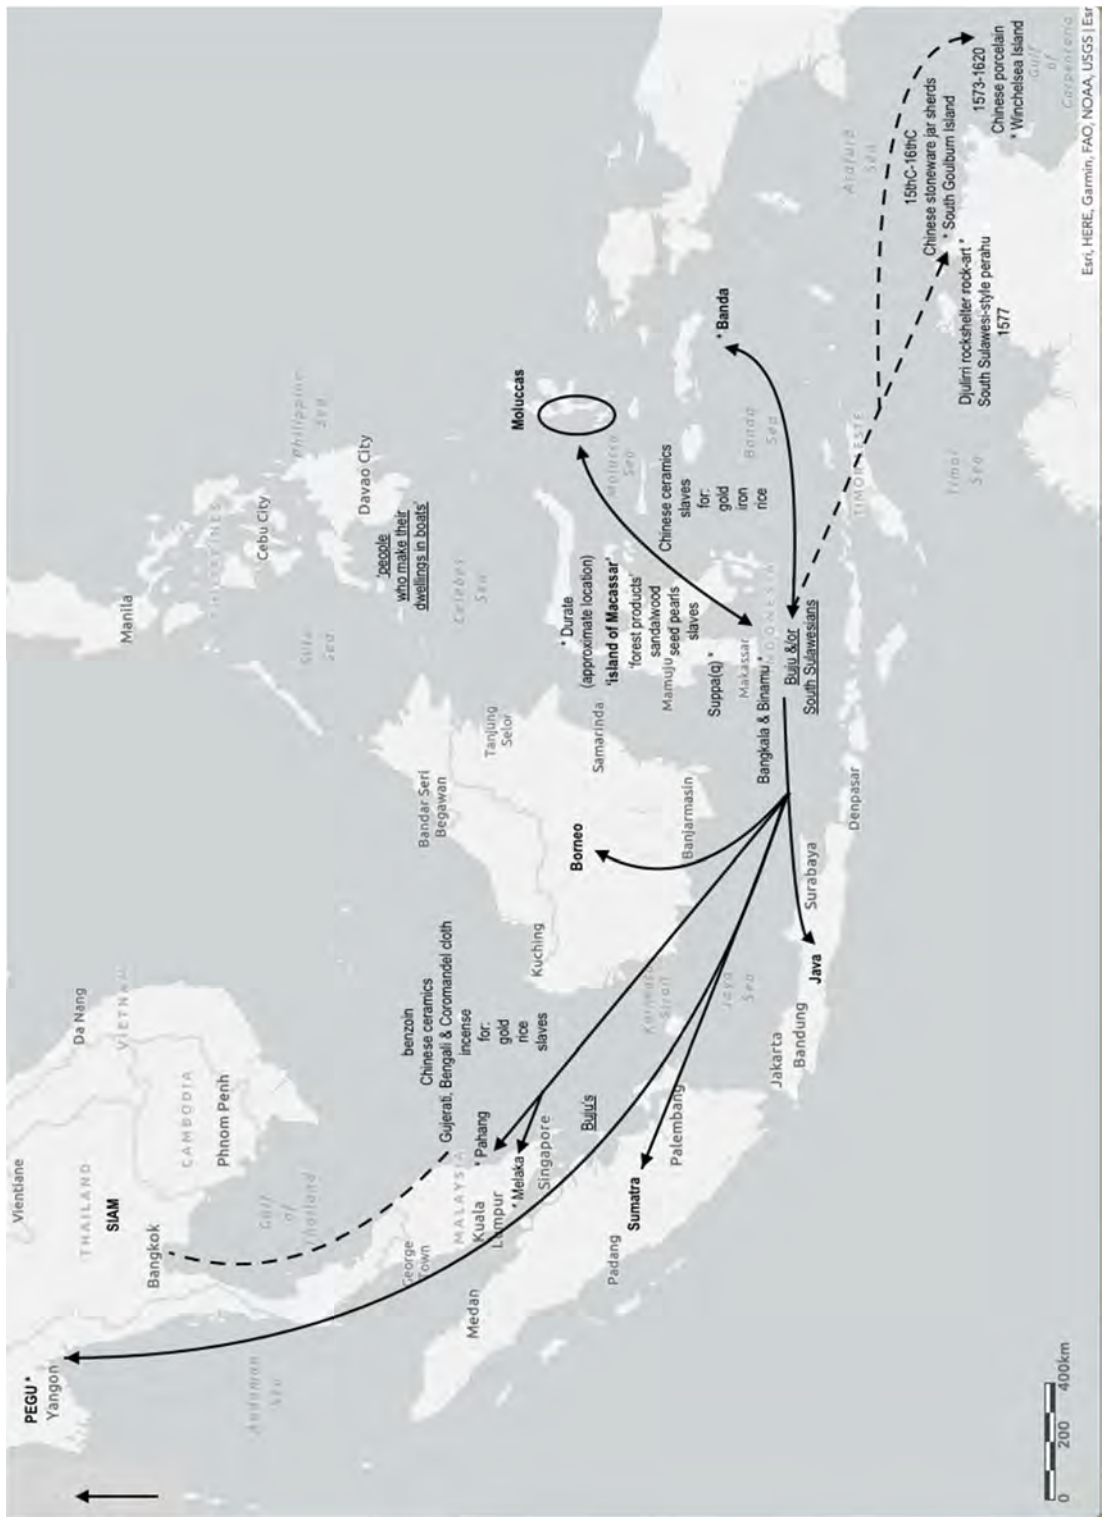 PEGU *
Yangon
Vientiane
THAILAND
SIAM
Bangkok
Da Nang
VIETNAM
CAMBODIA
Phnom Penh
Gulf
of
Thailand
Andaman
Sea
Manila
PHILIPPINES
Cebu City
Philippine
Sea
Sulu
Sea
Davao City
'people
who make their
dwellings in boats'
Celebes
Sea
benzoin
Chinese ceramics
Gujerati, Bengali & Coromandel cloth
incense
for:
gold
rice
slaves
George
Town
MALAYSIA
Kuala
Lumpur
* Pahang
* Melaka
Singapore
Medan
Buju's
Padang
Sumatra
Palembang
Bandar Seri
Begawan
Tanjung
Selor
Kuching
Borneo
Samarinda
Banjarmasin
Karimata
Strait
Java
Sea
Moluccas
Molucca
Sea
* Durate
(approximate location)
'island of Macassar'
'forest products'
sandalwood
seed pearls
slaves
Mamuju
Suppa(q) *
Makassar
Bangkala & Binamu *
INDONESIA
Buju &/or
South Sulawesians
Chinese ceramics
slaves
for:
gold
iron
rice
* Banda
Banda
Sea
Jakarta
Bandung
Java
Surabaya
Denpasar
TIMOR-LESTE
Timor
Sea
Arafura
Sea
15thC-16thC
Chinese stoneware jar sherds
* South Goulburn Island
Djulirri rockshelter rock-art *
South Sulawesi-style perahu
1577
1573-1620
Chinese porcelain
* Winchelsea Island
Gulf
of
Carpentaria
0 200 400km
Esri, HERE, Garmin, FAO, NOAA, USGS | Esr